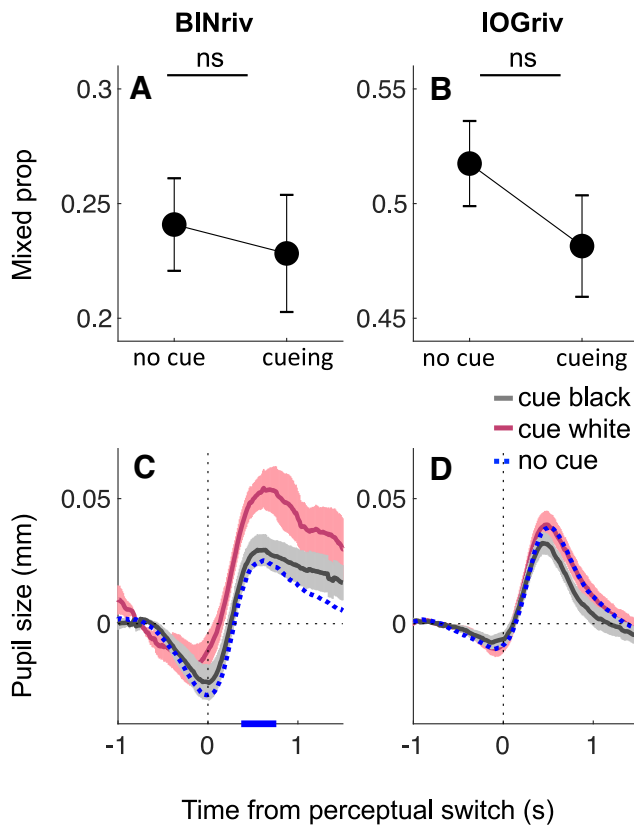 BINriv
IOGriv
A
ns
B
ns
0.3
0.25
0.2
0.55
0.5
0.45
Mixed prop
no cue
cueing
no cue
cueing
cue black
cue white
no cue
C
D
0.05
0
0.05
0
Pupil size (mm)
-1
0
1
-1
0
1
Time from perceptual switch (s)